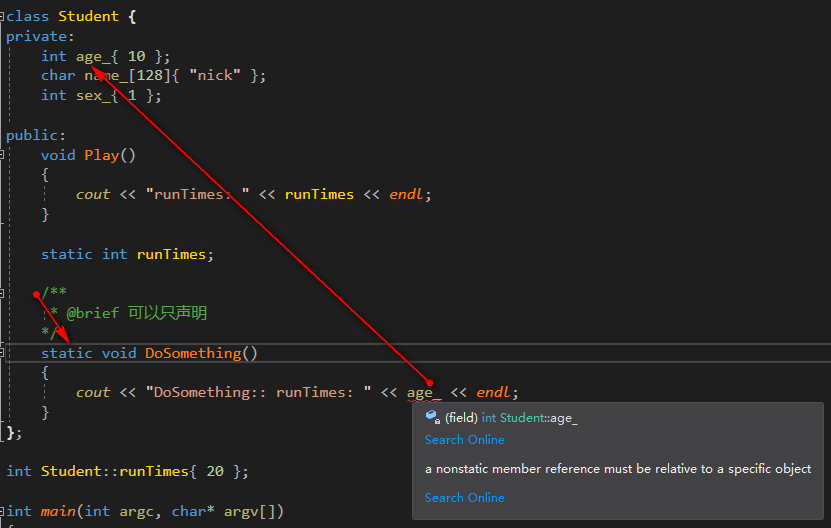 class Student {
private:
    int age_{ 10 };
    char name_[128]{ "nick" };
    int sex_{ 1 };

public:
    void Play()
    {
        cout << "runTimes: " << runTimes << endl;
    }

    static int runTimes;

    /**
     * @brief 可以只声明
    */
    static void DoSomething()
    {
        cout << "DoSomething:: runTimes: " << age_ << endl;
    }
(field) int Student::age_
};
Search Online
a nonstatic member reference must be relative to a specific object
int Student::runTimes{ 20 };
Search Online
int main(int argc, char* argv[])